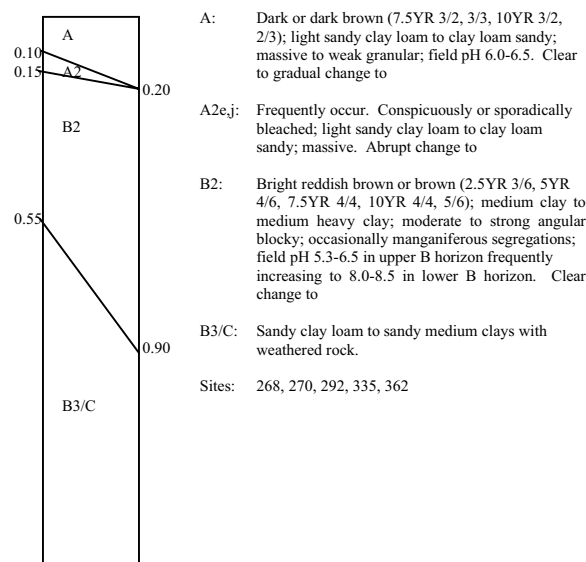 A
0.10
0.15
A2
0.20
B2
0.55
0.90
B3/C
A: Dark or dark brown (7.5YR 3/2, 3/3, 10YR 3/2,
2/3); light sandy clay loam to clay loam sandy;
massive to weak granular; field pH 6.0-6.5. Clear
to gradual change to
A2e,j: Frequently occur. Conspicuously or sporadically
bleached; light sandy clay loam to clay loam
sandy; massive. Abrupt change to
B2: Bright reddish brown or brown (2.5YR 3/6, 5YR
4/6, 7.5YR 4/4, 10YR 4/4, 5/6); medium clay to
medium heavy clay; moderate to strong angular
blocky; occasionally manganiferous segregations;
field pH 5.3-6.5 in upper B horizon frequently
increasing to 8.0-8.5 in lower B horizon. Clear
change to
B3/C: Sandy clay loam to sandy medium clays with
weathered rock.
Sites: 268, 270, 292, 335, 362